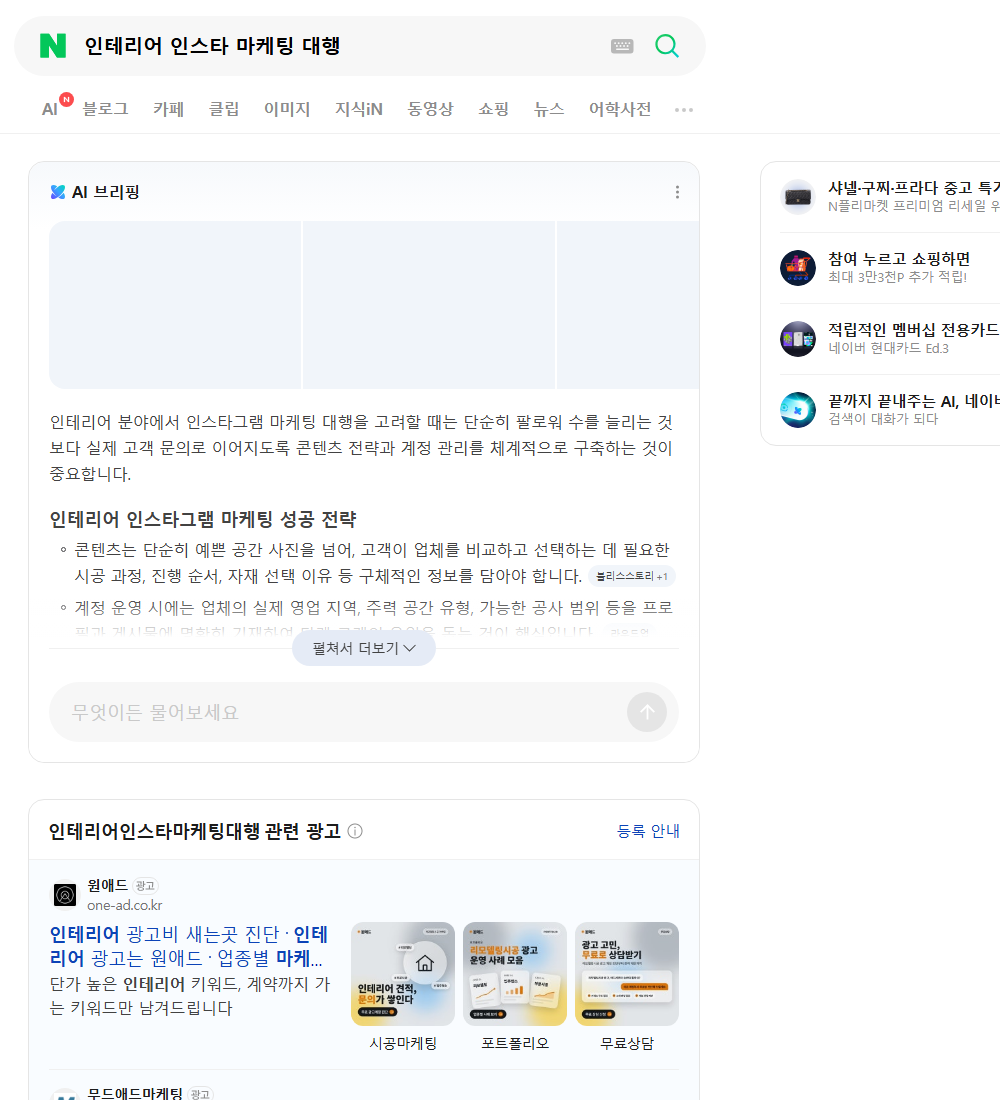 N 인테리어 인스타 마케팅 대행
AI N 블로그 카페 클립 이미지 지식iN 동영상 쇼핑 뉴스 어학사전
AI 브리핑
인테리어 분야에서 인스타그램 마케팅 대행을 고려할 때는 단순히 팔로워 수를 늘리는 것
보다 실제 고객 문의로 이어지도록 콘텐츠 전략과 계정 관리를 체계적으로 구축하는 것이
중요합니다.
인테리어 인스타그램 마케팅 성공 전략
콘텐츠는 단순히 예쁜 공간 사진을 넘어, 고객이 업체를 비교하고 선택하는 데 필요한
시공 과정, 진행 순서, 자재 선택 이유 등 구체적인 정보를 담아야 합니다. 블리스스토리 +1
계정 운영 시에는 업체의 실제 영업 지역, 주력 공간 유형, 가능한 공사 범위 등을 프로
펼쳐서 더보기
무엇이든 물어보세요
샤넬·구찌·프라다 중고 특가
N플리마켓 프리미엄 리세일 위
참여 누르고 쇼핑하면
최대 3만3천P 추가 적립!
적립적인 멤버십 전용카드
네이버 현대카드 Ed.3
끝까지 끝내주는 AI, 네이버
검색이 대화가 되다
인테리어인스타마케팅대행 관련 광고
등록 안내
원애드 광고
one-ad.co.kr
인테리어 광고비 새는곳 진단 · 인테
리어 광고는 원애드 · 업종별 마케...
단가 높은 인테리어 키워드, 계약까지 가
는 키워드만 남겨드립니다
인테리어 견적,
문의가 쌓인다
시공마케팅
리모델링시공 광고
운영 사례 모음
포트폴리오
광고 고민,
무료로 상담받기
무료상담
무드애드마케팅 광고